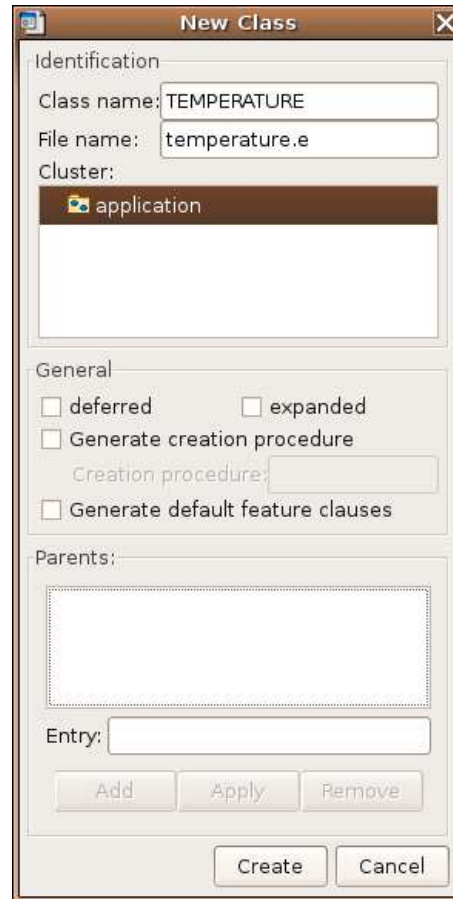 New Class
Identification
Class name: TEMPERATURE
File name: temperature.e
Cluster:
application
General
deferred expanded
Generate creation procedure
Creation procedure:
Generate default feature clauses
Parents:
Entry:
Add Apply Remove
Create Cancel